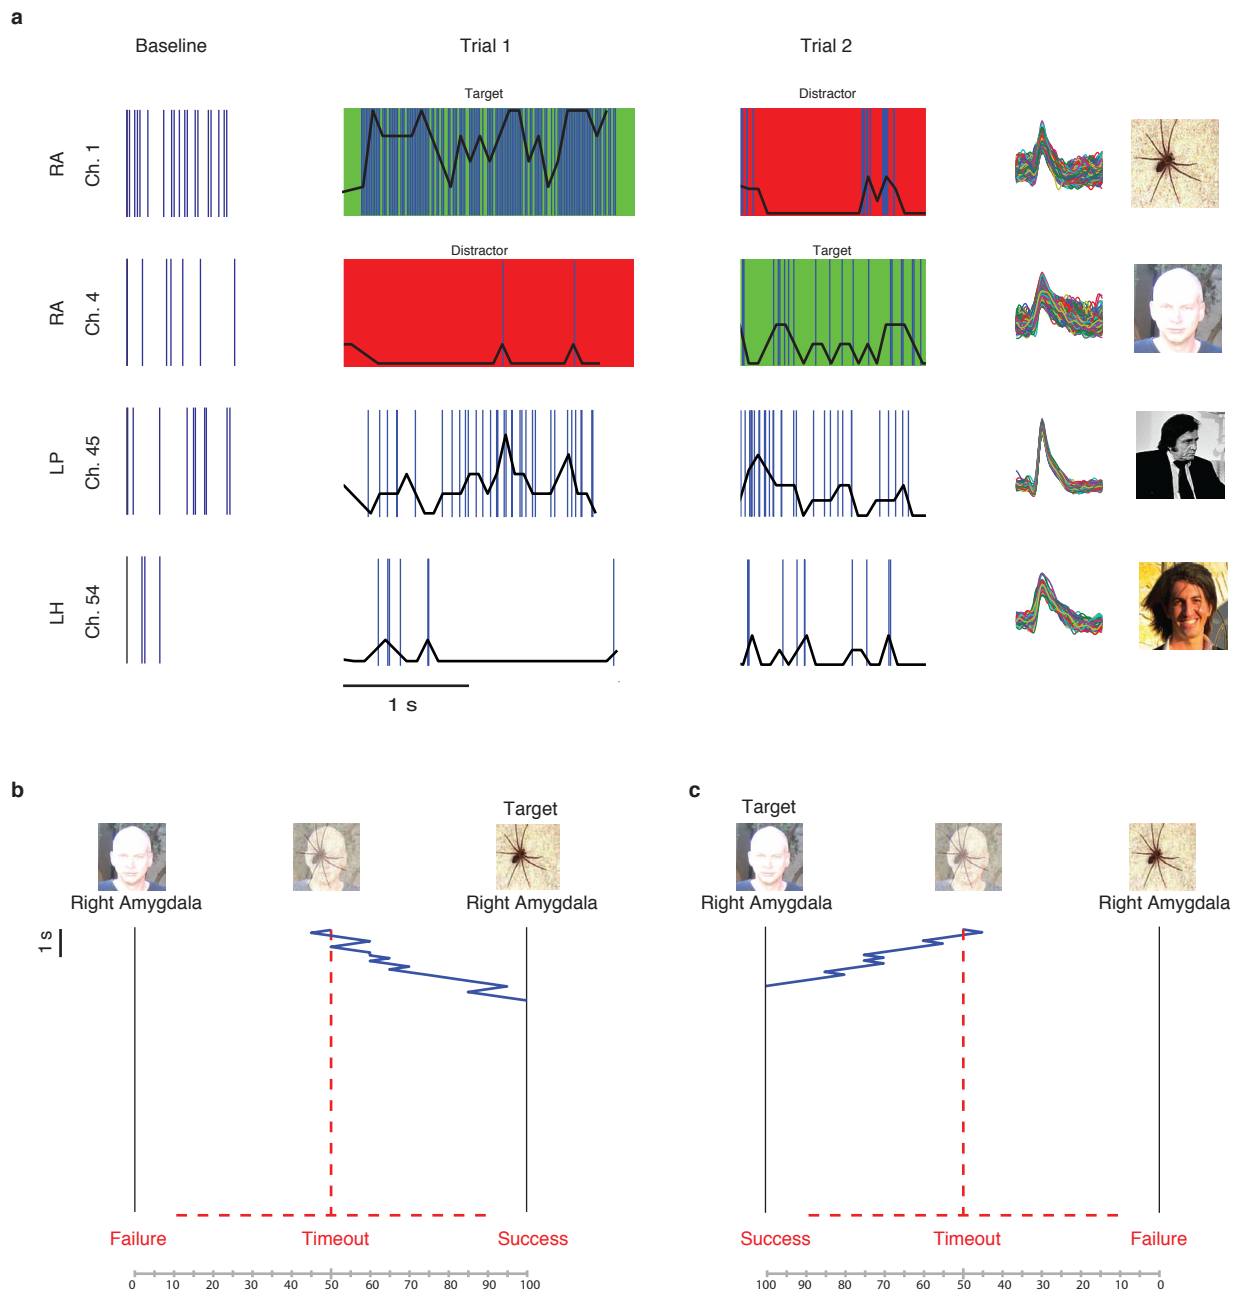 a
Baseline Trial 1 Trial 2
Target
Distractor
RA
Ch. 1
Distractor
Target
RA
Ch. 4
LP
Ch. 45
LH
Ch. 54
1 s
b
Target
Right Amygdala Right Amygdala
1 s
Failure Timeout Success
0 10 20 30 40 50 60 70 80 90 100
c
Target
Right Amygdala Right Amygdala
Success Timeout Failure
100 90 80 70 60 50 40 30 20 10 0